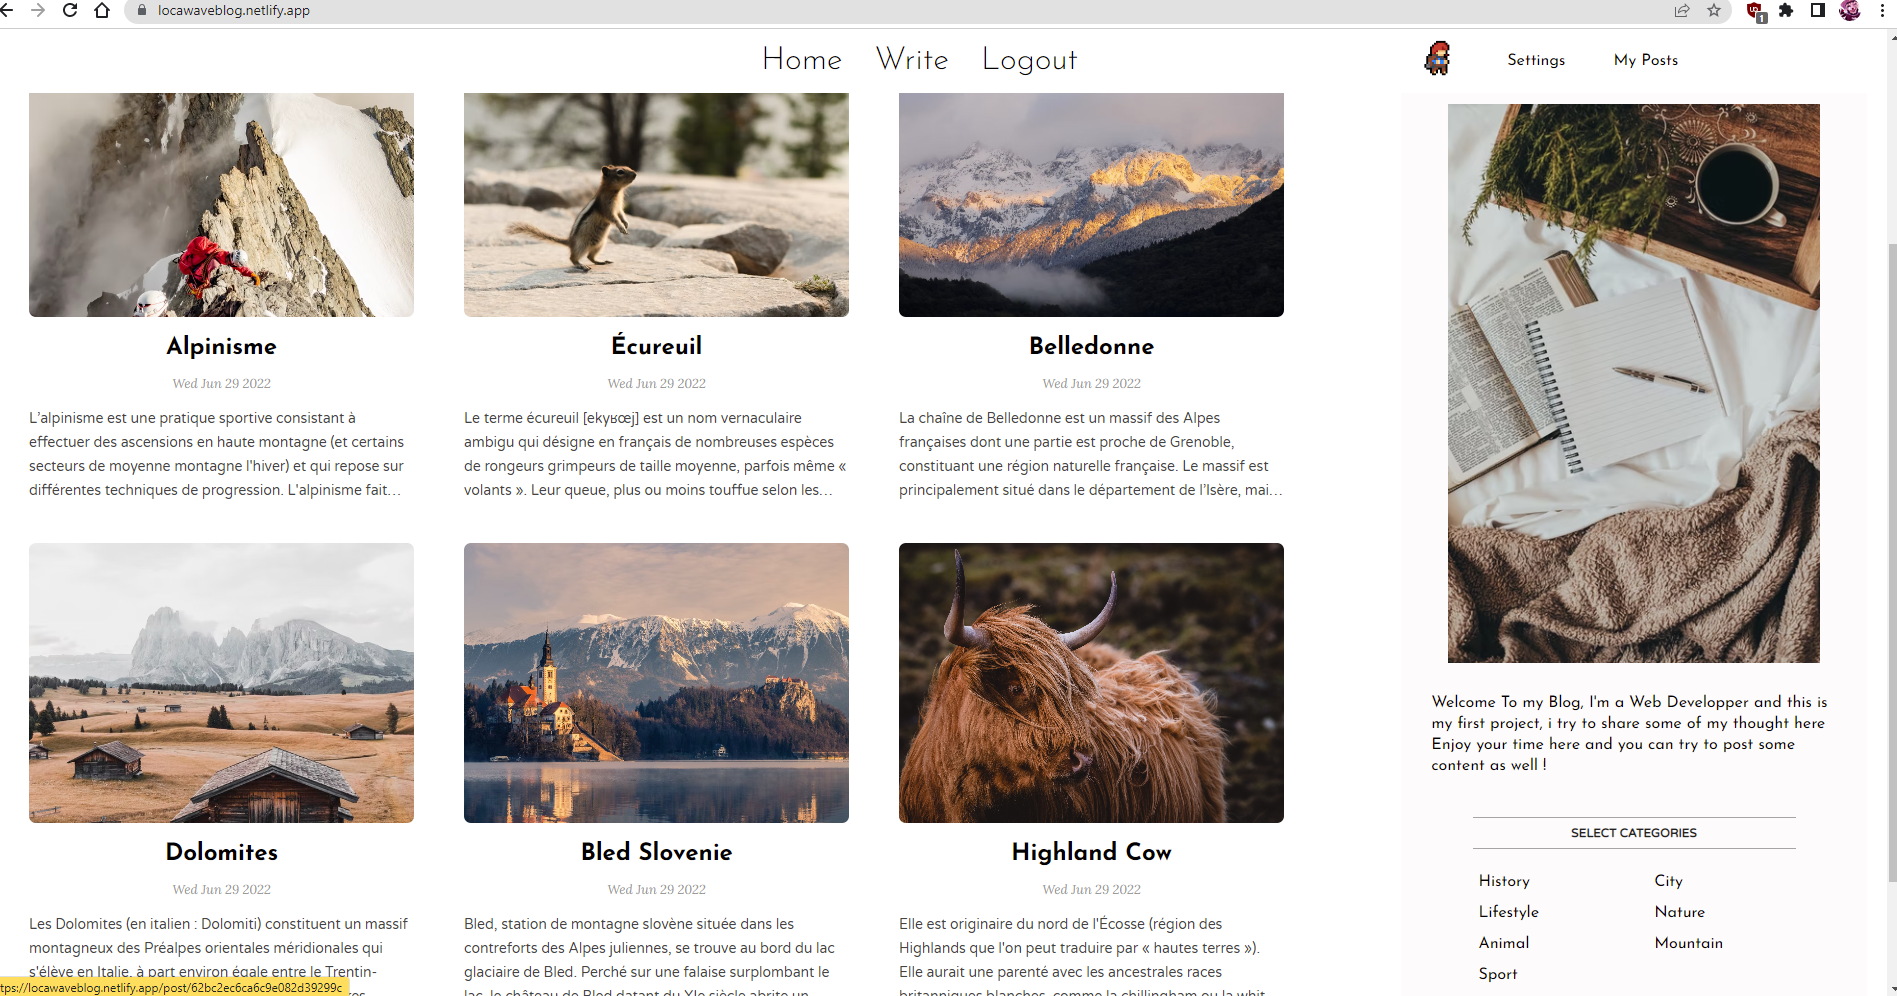 locawaveblog.netlify.app
1
Home Write Logout
Settings My Posts
Alpinisme
Wed Jun 29 2022
L'alpinisme est une pratique sportive consistant à
effectuer des ascensions en haute montagne (et certains
secteurs de moyenne montagne l'hiver) et qui repose sur
différentes techniques de progression. L'alpinisme fait…
Écureuil
Wed Jun 29 2022
Le terme écureuil [ekyʁœj] est un nom vernaculaire
ambigu qui désigne en français de nombreuses espèces
de rongeurs grimpeurs de taille moyenne, parfois même «
volants ». Leur queue, plus ou moins touffue selon les…
Belledonne
Wed Jun 29 2022
La chaîne de Belledonne est un massif des Alpes
françaises dont une partie est proche de Grenoble,
constituant une région naturelle française. Le massif est
principalement situé dans le département de l'Isère, mai…
Dolomites
Wed Jun 29 2022
Les Dolomites (en italien : Dolomiti) constituent un massif
montagneux des Préalpes orientales méridionales qui
s'élève en Italie, à part environ égale entre le Trentin-
res
Bled Slovenie
Wed Jun 29 2022
Bled, station de montagne slovène située dans les
contreforts des Alpes juliennes, se trouve au bord du lac
glaciaire de Bled. Perché sur une falaise surplombant le
lac, le château de Bled datant du XIe siècle abrite un
Highland Cow
Wed Jun 29 2022
Elle est originaire du nord de l'Écosse (région des
Highlands que l'on peut traduire par « hautes terres »).
Elle aurait une parenté avec les ancestrales races
britanniques blanches, comme la chillingham ou la whit
Welcome To my Blog, I'm a Web Developper and this is
my first project, i try to share some of my thought here
Enjoy your time here and you can try to post some
content as well !
SELECT CATEGORIES
History City
Lifestyle Nature
Animal Mountain
Sport
tps://locawaveblog.netlify.app/post/62bc2ec6ca6c9e082d39299c